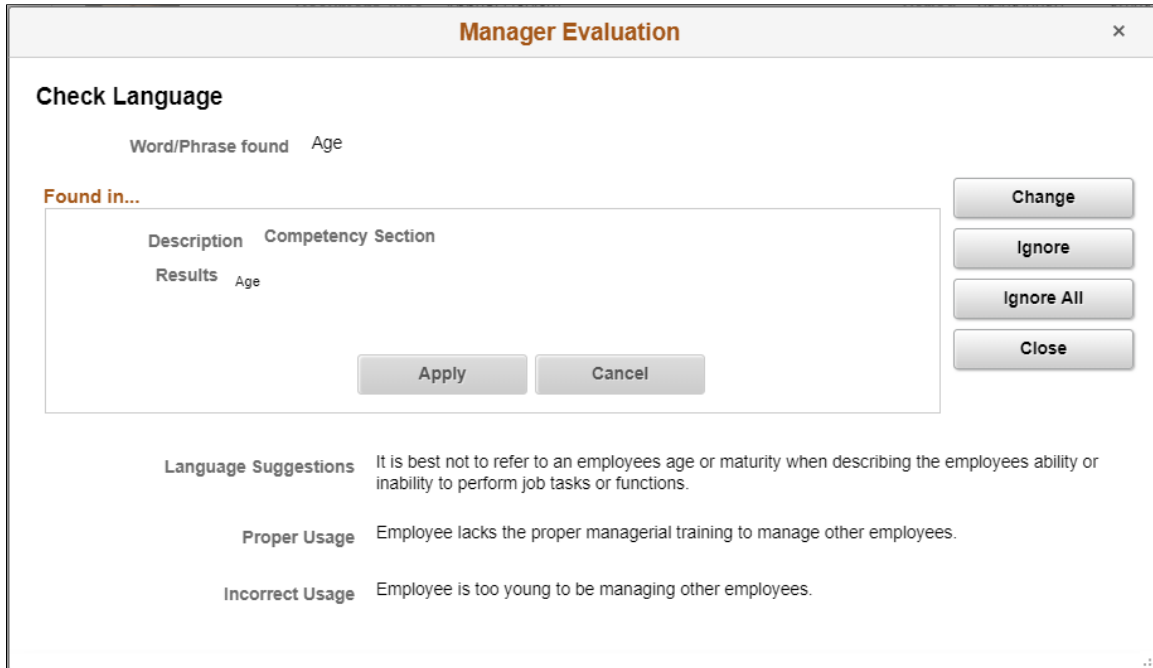 Manager Evaluation
×
Check Language
Word/Phrase found Age
Found in...
Change
Description Competency Section
Ignore
Results Age
Ignore All
Close
Apply Cancel
Language Suggestions It is best not to refer to an employees age or maturity when describing the employees ability or
inability to perform job tasks or functions.
Proper Usage Employee lacks the proper managerial training to manage other employees.
Incorrect Usage Employee is too young to be managing other employees.